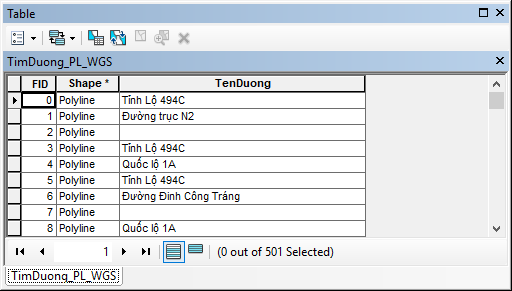 Table
TimDuong_PL_WGS
FID Shape * TenDuong
0 Polyline Tỉnh Lộ 494C
1 Polyline Đường trục N2
2 Polyline
3 Polyline Tỉnh Lộ 494C
4 Polyline Quốc lộ 1A
5 Polyline Tỉnh Lộ 494C
6 Polyline Đường Đinh Công Tráng
7 Polyline
8 Polyline Quốc lộ 1A
1 (0 out of 501 Selected)
TimDuong_PL_WGS